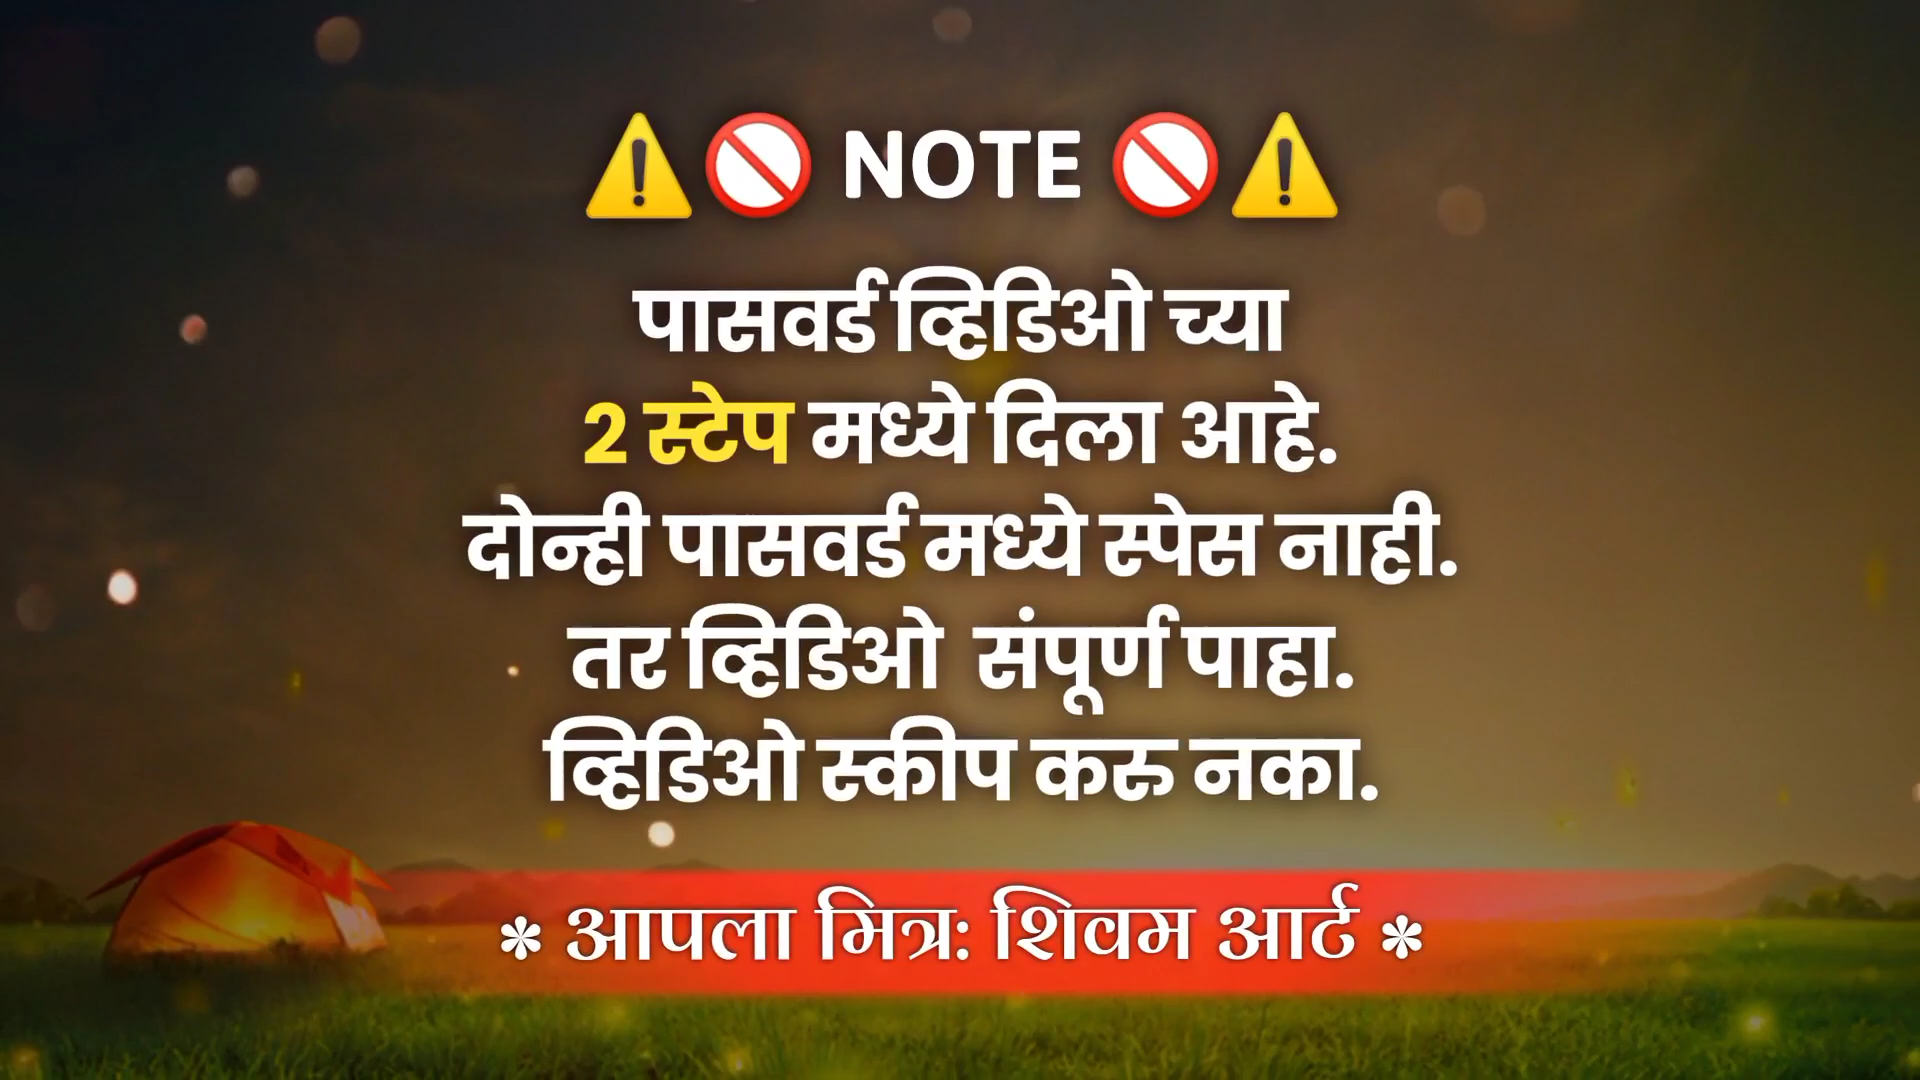 ⚠️🚫 NOTE 🚫⚠️
पासवर्ड व्हिडिओ च्या
2 स्टेप मध्ये दिला आहे.
दोन्ही पासवर्ड मध्ये स्पेस नाही.
तर व्हिडिओ संपूर्ण पाहा.
व्हिडिओ स्कीप करु नका.
* आपला मित्र: शिवम आर्ट *